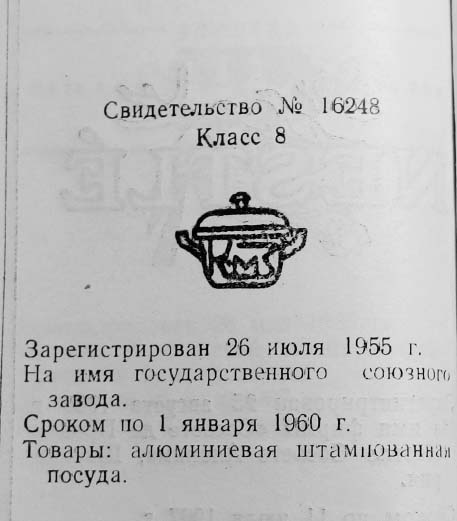 Свидетельство № 16248
Класс 8
RMS
Зарегистрирован 26 июля 1955 г.
На имя государственного союзного
завода.
Сроком по 1 января 1960 г.
Товары: алюминиевая штампованная
посуда.